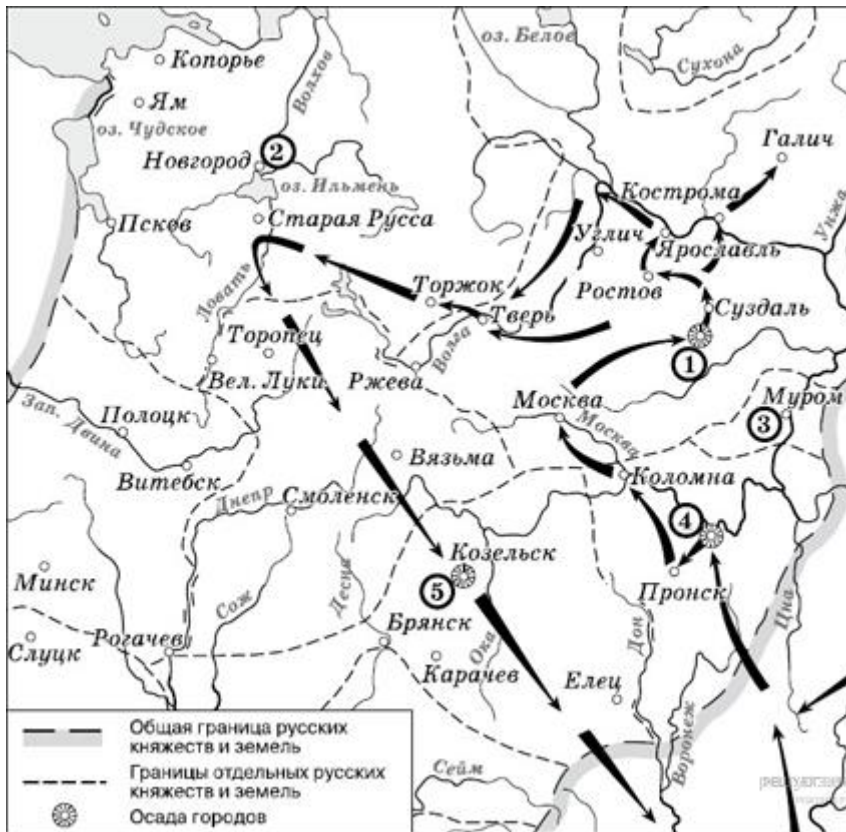 оз. Белое
Сухона
Копорье
Волхов
Ям
оз. Чудское
Галич
Новгород
2
оз. Ильмень
Кострома
Унжа
Псков
Старая Русса
Углич
Ярославль
Ловать
Торжок
Ростов
Тверь
Суздаль
Торопец
Волга
1
Вел. Луки
Ржева
Москва
Муром
Зап. Двина
Полоцк
Москва
3
Витебск
Вязьма
Коломна
Днепр
Смоленск
4
Козельск
Минск
Десна
5
Пронск
Цна
Сож
Брянск
Дон
Слуцк
Рогачев
Ока
Карачев
Елец
Воронеж
Сейм
Общая граница русских
княжеств и земель
Границы отдельных русских
княжеств и земель
Осада городов